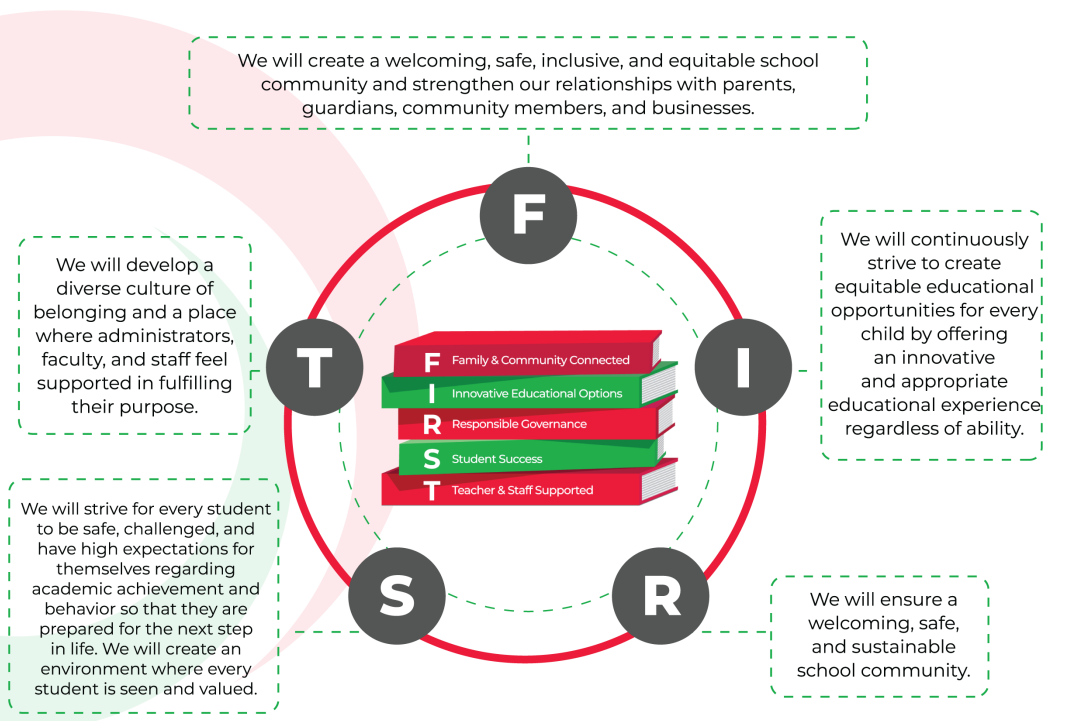 We will create a welcoming, safe, inclusive, and equitable school
community and strengthen our relationships with parents,
guardians, community members, and businesses.
F
We will continuously
strive to create
equitable educational
opportunities for every
child by offering
an innovative
and appropriate
educational experience
regardless of ability.
I
We will develop a
diverse culture of
belonging and a place
where administrators,
faculty, and staff feel
supported in fulfilling
their purpose.
T
F Family & Community Connected
I Innovative Educational Options
R Responsible Governance
S Student Success
T Teacher & Staff Supported
We will strive for every student
to be safe, challenged, and
have high expectations for
themselves regarding
academic achievement and
behavior so that they are
prepared for the next step
in life. We will create an
environment where every
student is seen and valued.
S
R
We will ensure a
welcoming, safe,
and sustainable
school community.